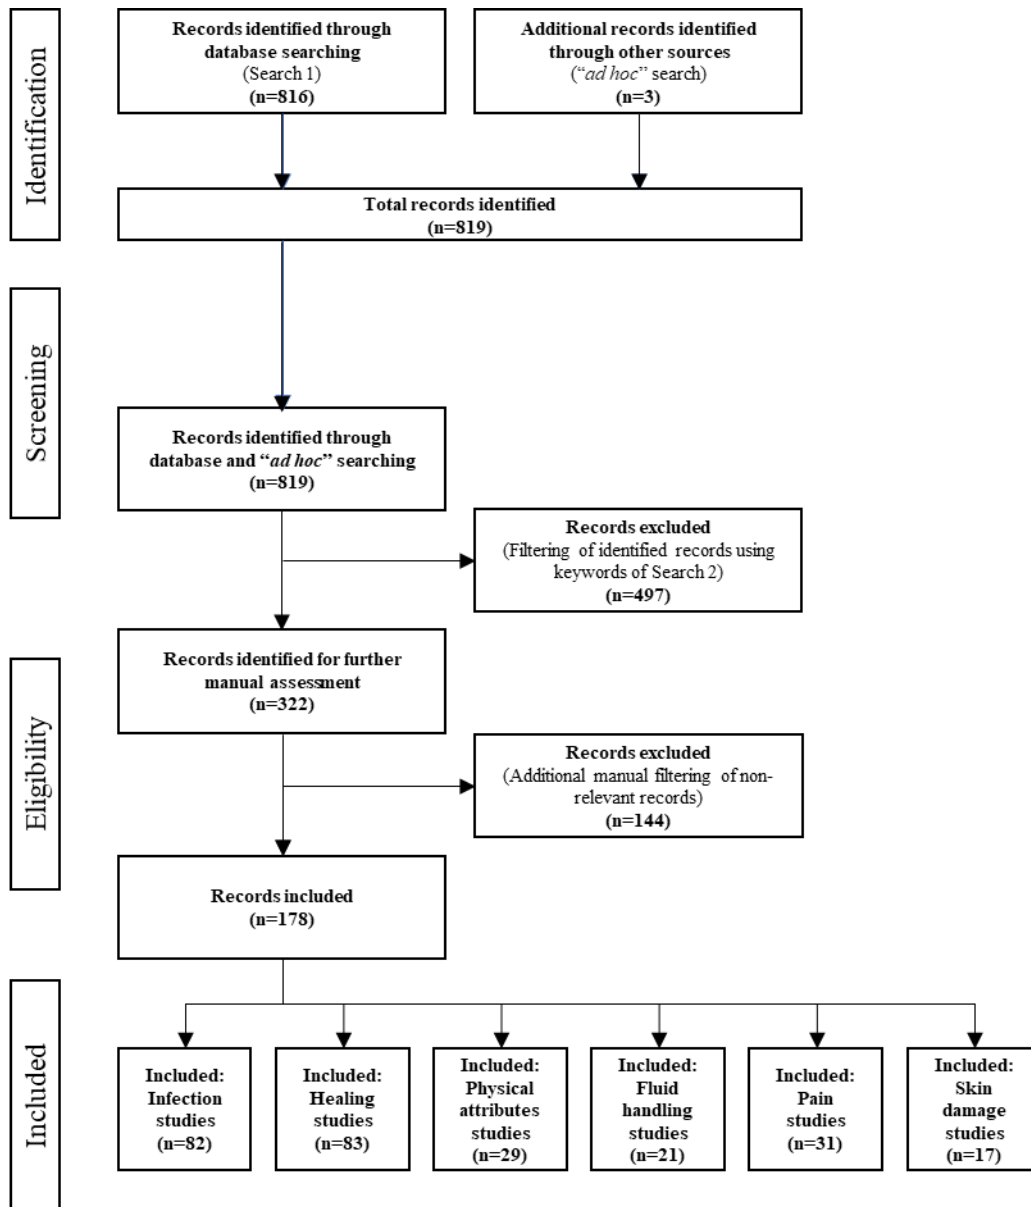 Identification
Records identified through
database searching
(Search 1)
(n=816)
Additional records identified
through other sources
(“ad hoc” search)
(n=3)
Total records identified
(n=819)
Screening
Records identified through
database and “ad hoc” searching
(n=819)
Records excluded
(Filtering of identified records using
keywords of Search 2)
(n=497)
Eligibility
Records identified for further
manual assessment
(n=322)
Records excluded
(Additional manual filtering of non-
relevant records)
(n=144)
Records included
(n=178)
Included
Included:
Infection
studies
(n=82)
Included:
Healing
studies
(n=83)
Included:
Physical
attributes
studies
(n=29)
Included:
Fluid
handling
studies
(n=21)
Included:
Pain
studies
(n=31)
Included:
Skin
damage
studies
(n=17)